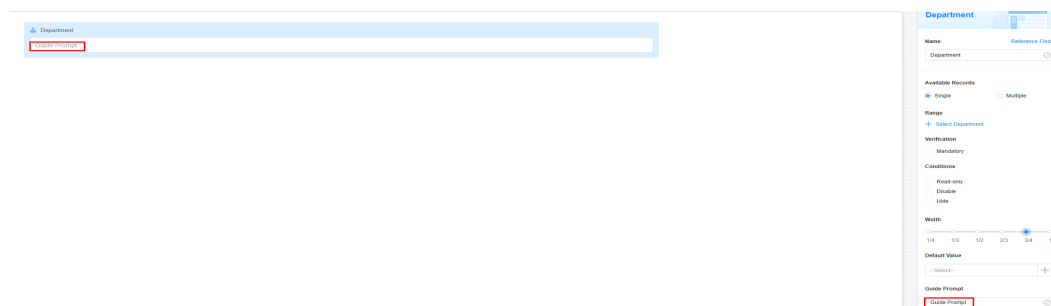 Department
Guide Prompt
Department
Name
Reference Field
Department
Available Records
Single
Multiple
Range
+ Select Department
Verification
Mandatory
Conditions
Read-only
Disable
Hide
Width
1/4 1/3 1/2 2/3 3/4 1
Default Value
--Select--
Guide Prompt
Guide Prompt